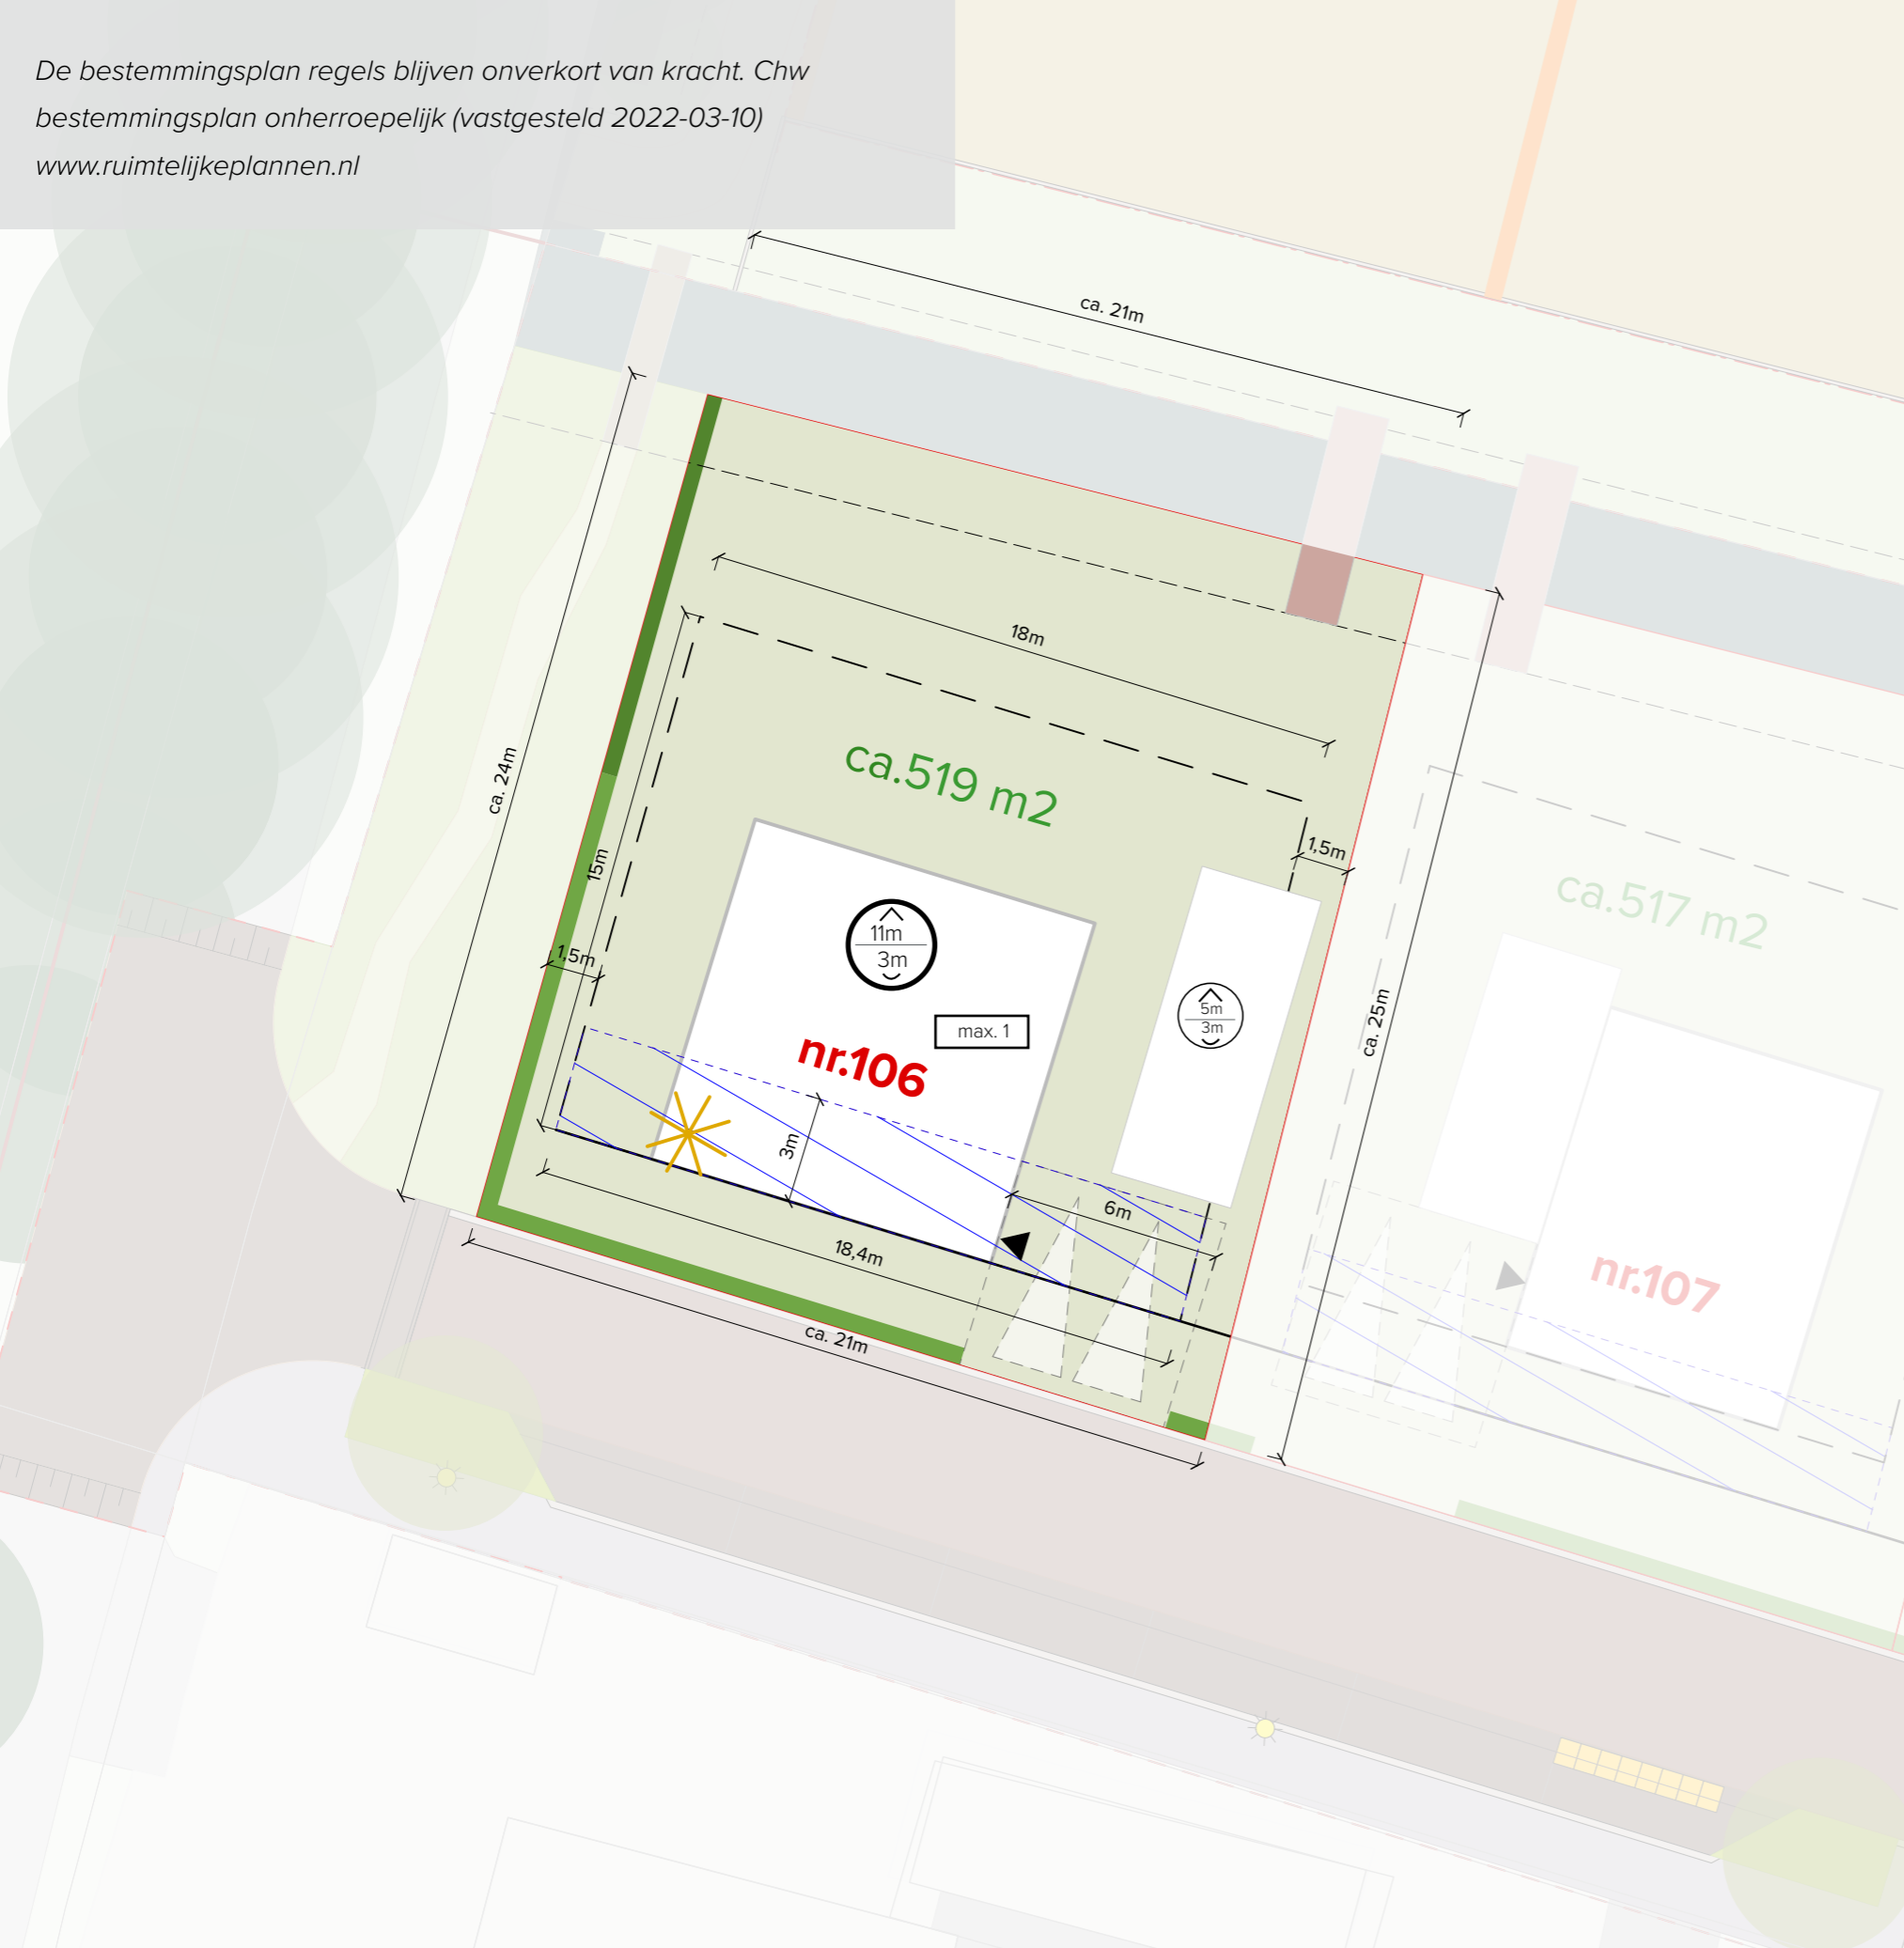 De bestemmingsplan regels blijven onverkort van kracht. Chw
bestemmingsplan onherroepelijk (vastgesteld 2022-03-10)
www.ruimtelijkeplannen.nl
ca. 21m
18m
ca. 24m
ca.519 m2
15m
1,5m
1,5m
11m
3m
5m
3m
max. 1
nr.106
3m
6m
18,4m
ca. 21m
ca. 25m
ca.517 m2
nr.107